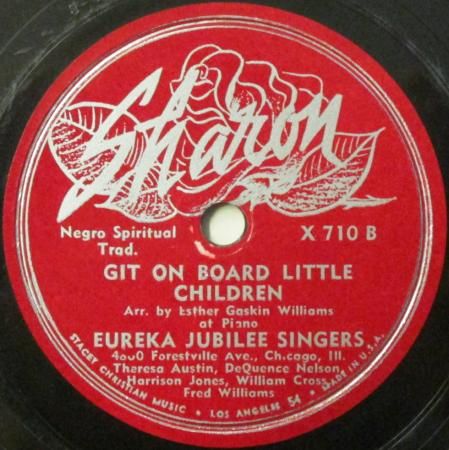 Sharon
Negro Spiritual
Trad.
X 710 B
GIT ON BOARD LITTLE
CHILDREN
Arr. by Esther Gaskin Williams
at Piano
EUREKA JUBILEE SINGERS
4600 Forestville Ave., Chicago, Ill.
Theresa Austin, DeQuence Nelson,
Harrison Jones, William Cross
Fred Williams
STACEY CHRISTIAN MUSIC • LOS ANGELES 54 • MADE IN U.S.A.